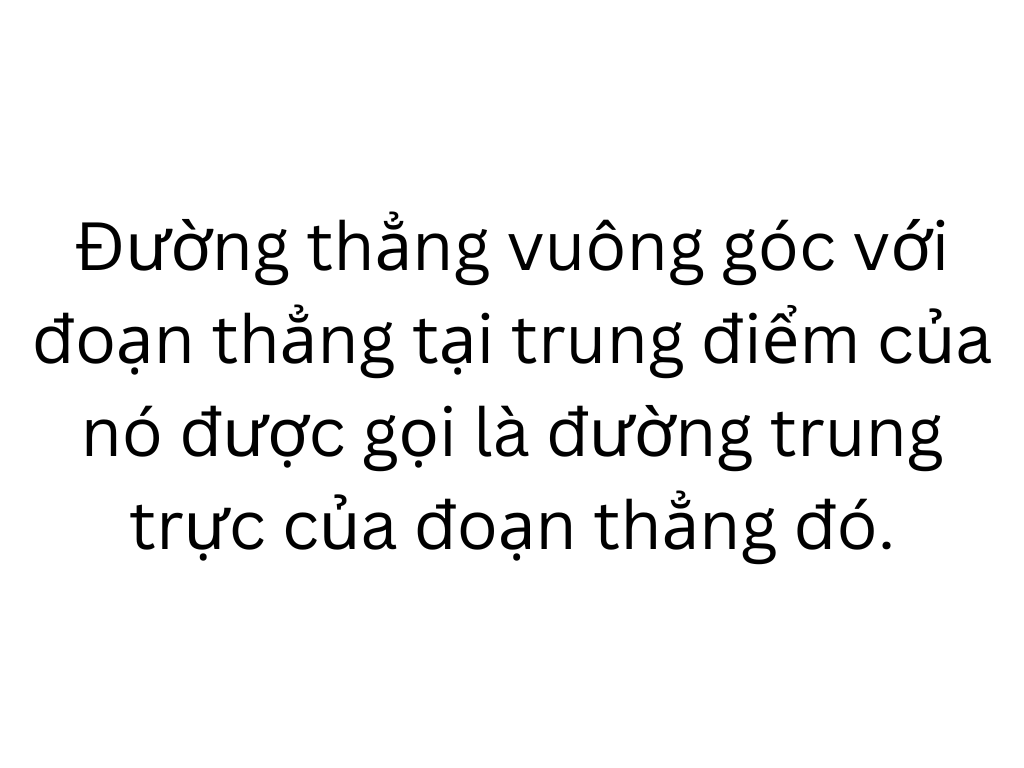 Đường thẳng vuông góc với
đoạn thẳng tại trung điểm của
nó được gọi là đường trung
trực của đoạn thẳng đó.